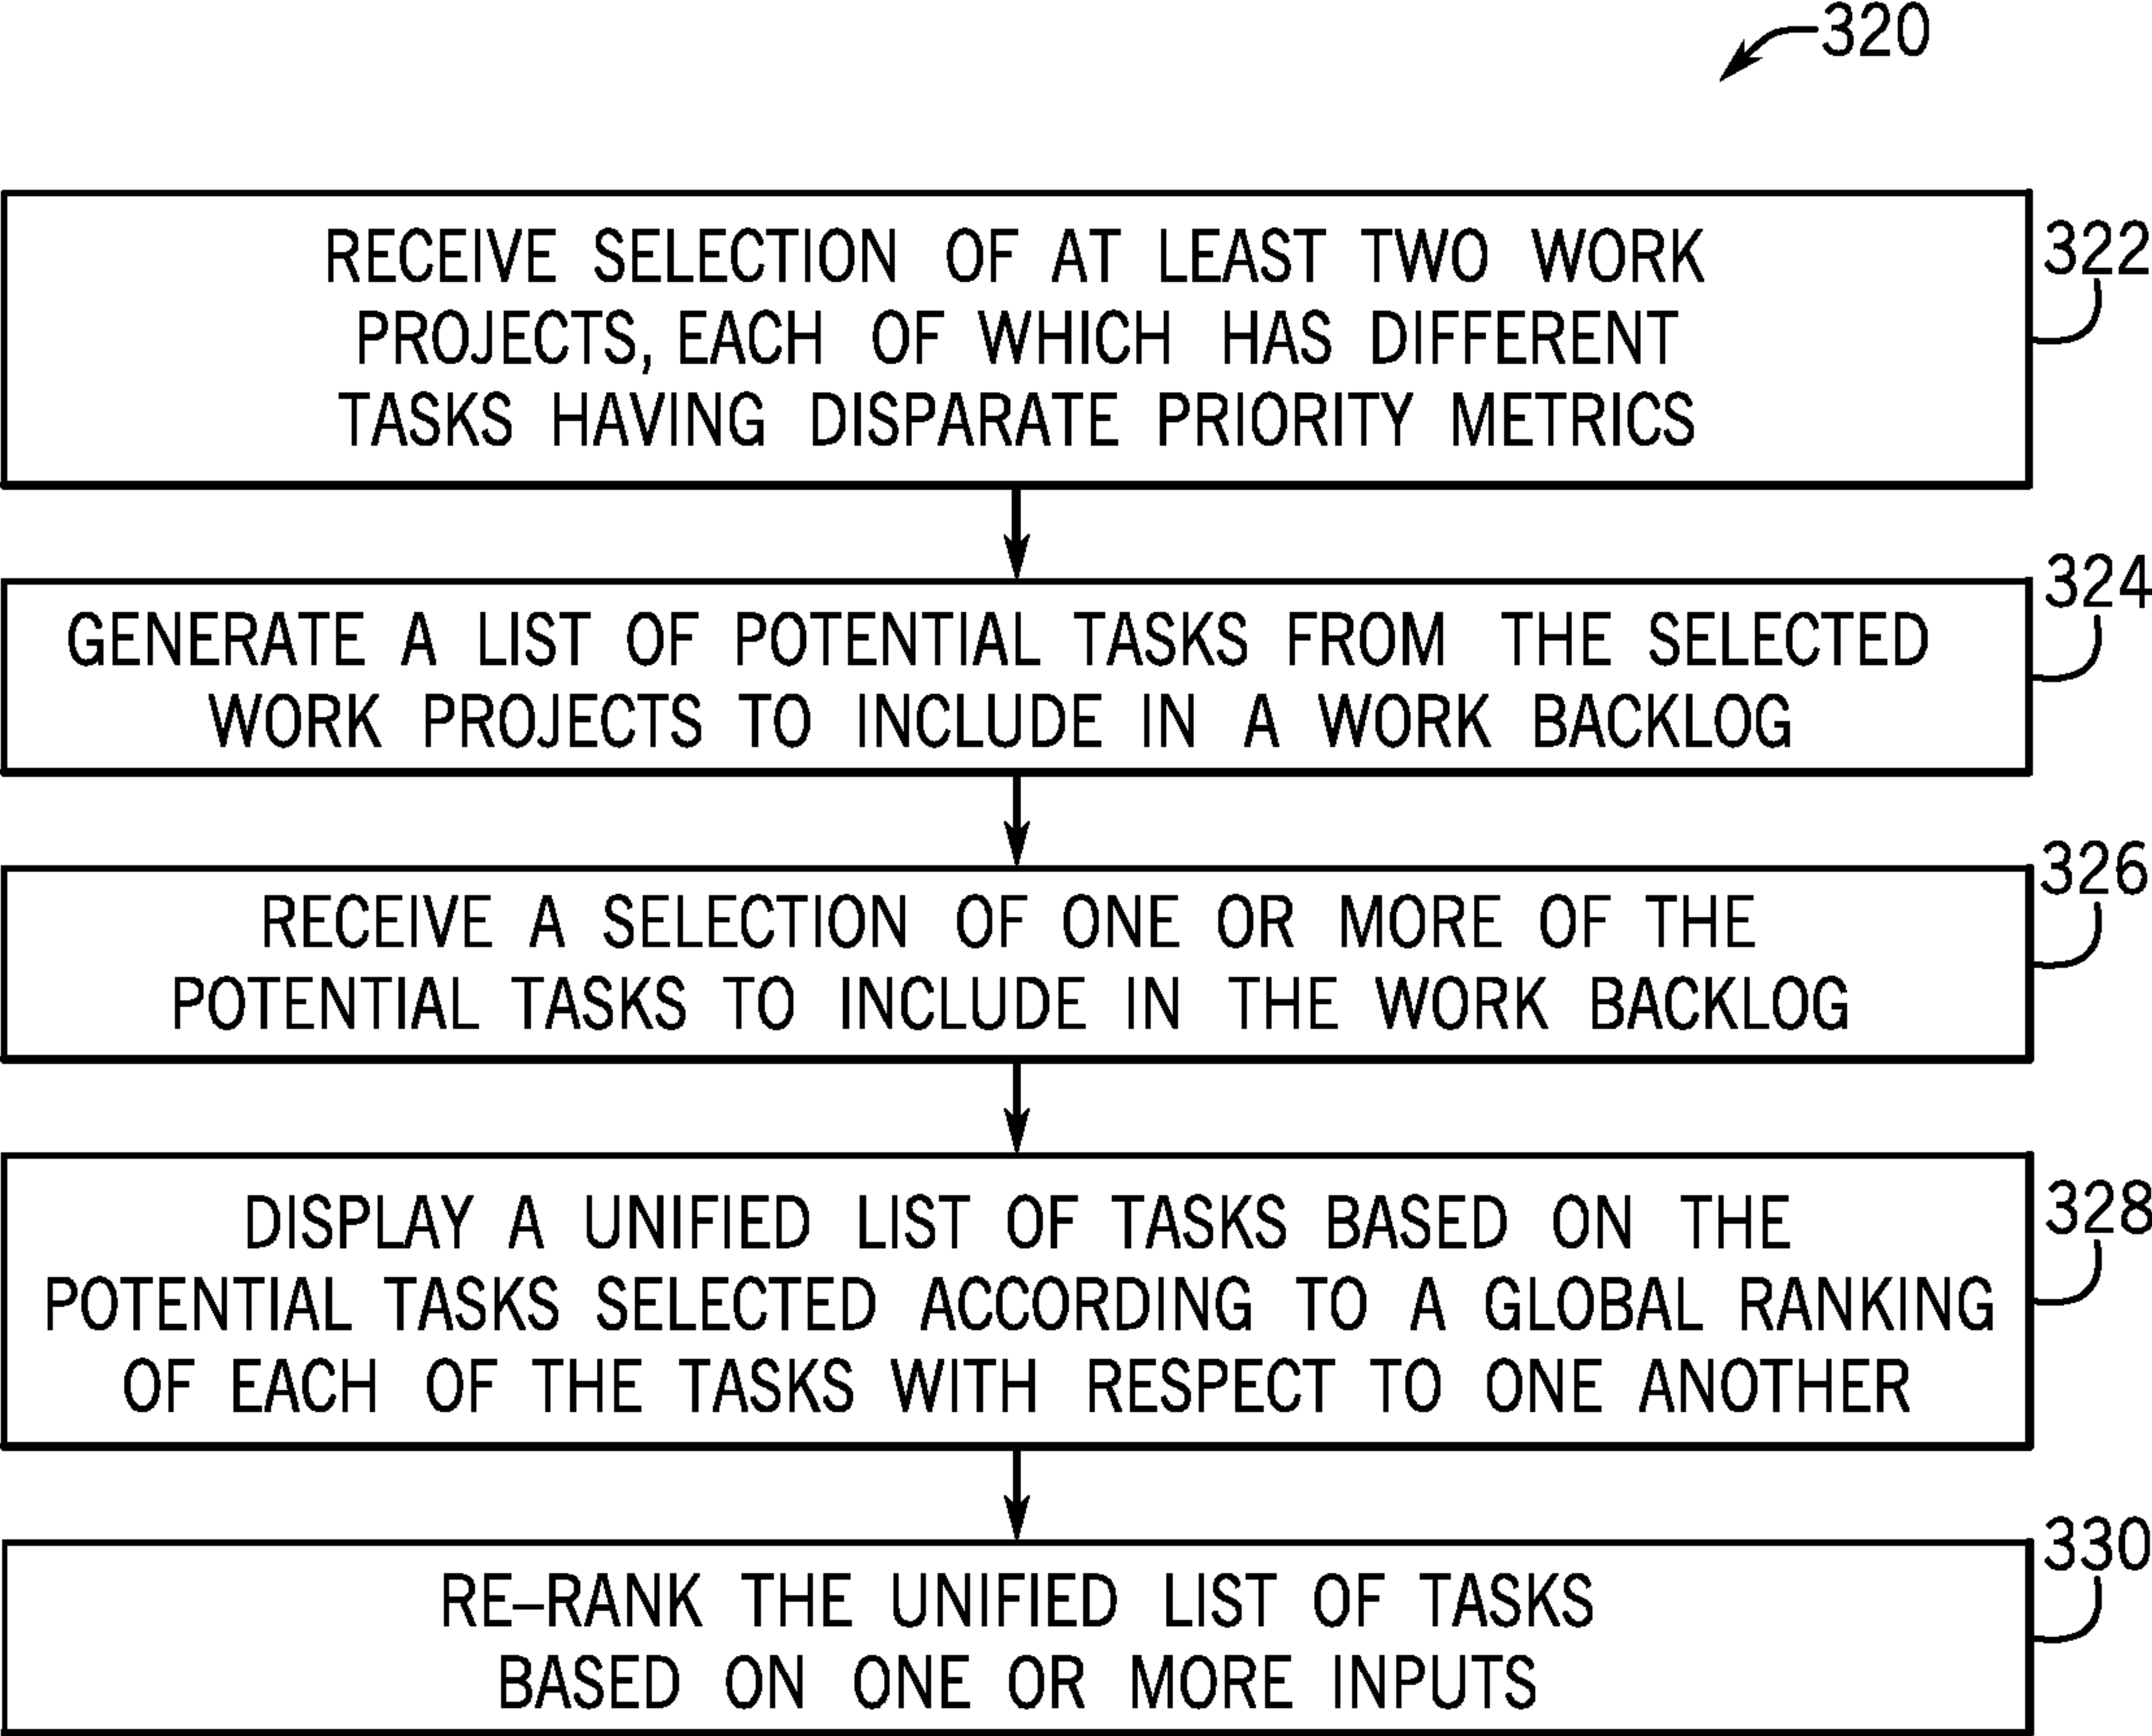 320
RECEIVE SELECTION OF AT LEAST TWO WORK
PROJECTS, EACH OF WHICH HAS DIFFERENT
TASKS HAVING DISPARATE PRIORITY METRICS
322
GENERATE A LIST OF POTENTIAL TASKS FROM THE SELECTED
WORK PROJECTS TO INCLUDE IN A WORK BACKLOG
324
RECEIVE A SELECTION OF ONE OR MORE OF THE
POTENTIAL TASKS TO INCLUDE IN THE WORK BACKLOG
326
DISPLAY A UNIFIED LIST OF TASKS BASED ON THE
POTENTIAL TASKS SELECTED ACCORDING TO A GLOBAL RANKING
OF EACH OF THE TASKS WITH RESPECT TO ONE ANOTHER
328
RE-RANK THE UNIFIED LIST OF TASKS
BASED ON ONE OR MORE INPUTS
330